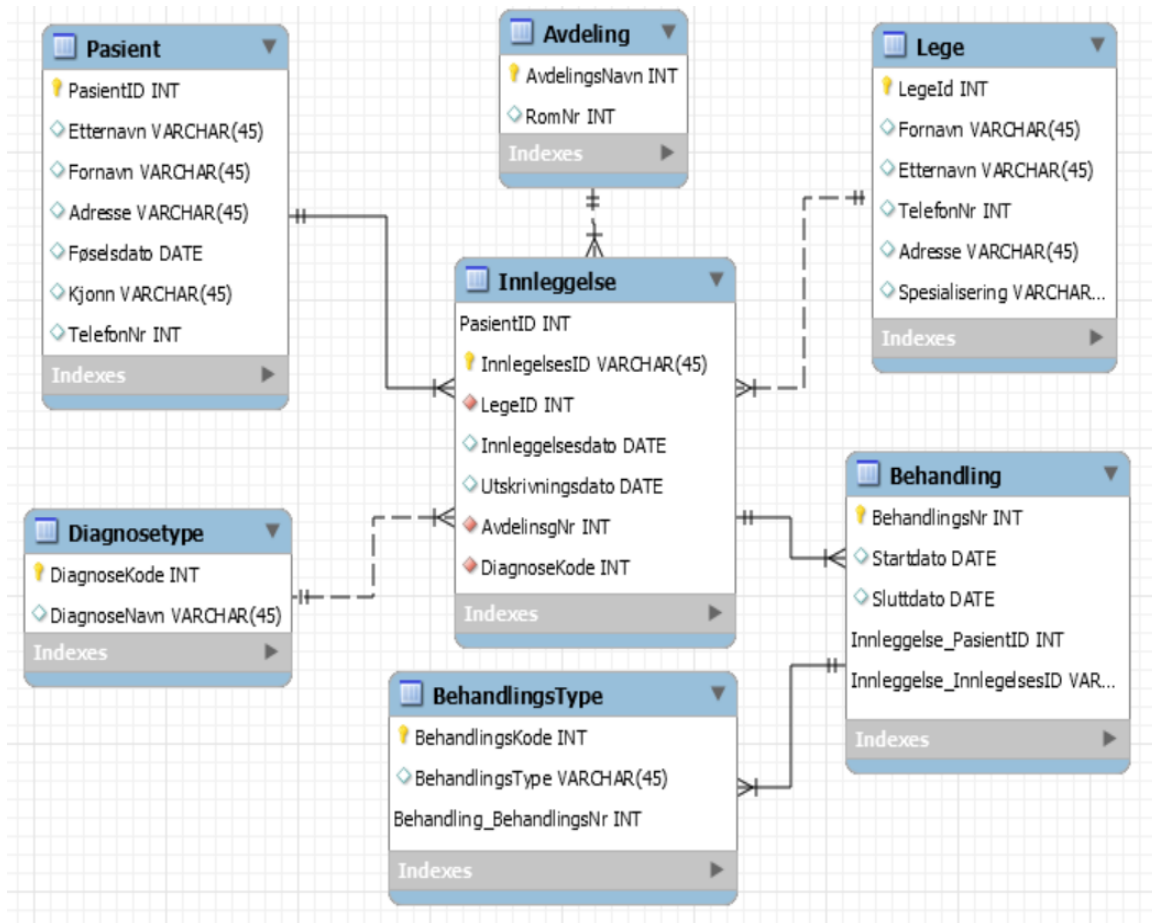 Pasient
PasientID INT
Etternavn VARCHAR(45)
Fornavn VARCHAR(45)
Adresse VARCHAR(45)
Føselsdato DATE
Kjonn VARCHAR(45)
TelefonNr INT
Indexes
Avdeling
AvdelingsNavn INT
RomNr INT
Indexes
Lege
LegeId INT
Fornavn VARCHAR(45)
Etternavn VARCHAR(45)
TelefonNr INT
Adresse VARCHAR(45)
Spesialisering VARCHAR...
Indexes
Innleggelse
PasientID INT
InnlegelsesID VARCHAR(45)
LegeID INT
Innleggelsesdato DATE
Utskrivningsdato DATE
AvdelinsgNr INT
DiagnoseKode INT
Indexes
Diagnosetype
DiagnoseKode INT
DiagnoseNavn VARCHAR(45)
Indexes
Behandling
BehandlingsNr INT
Startdato DATE
Sluttdato DATE
Innleggelse_PasientID INT
Innleggelse_InnlegelsesID VAR...
Indexes
BehandlingsType
BehandlingsKode INT
BehandlingsType VARCHAR(45)
Behandling_BehandlingsNr INT
Indexes